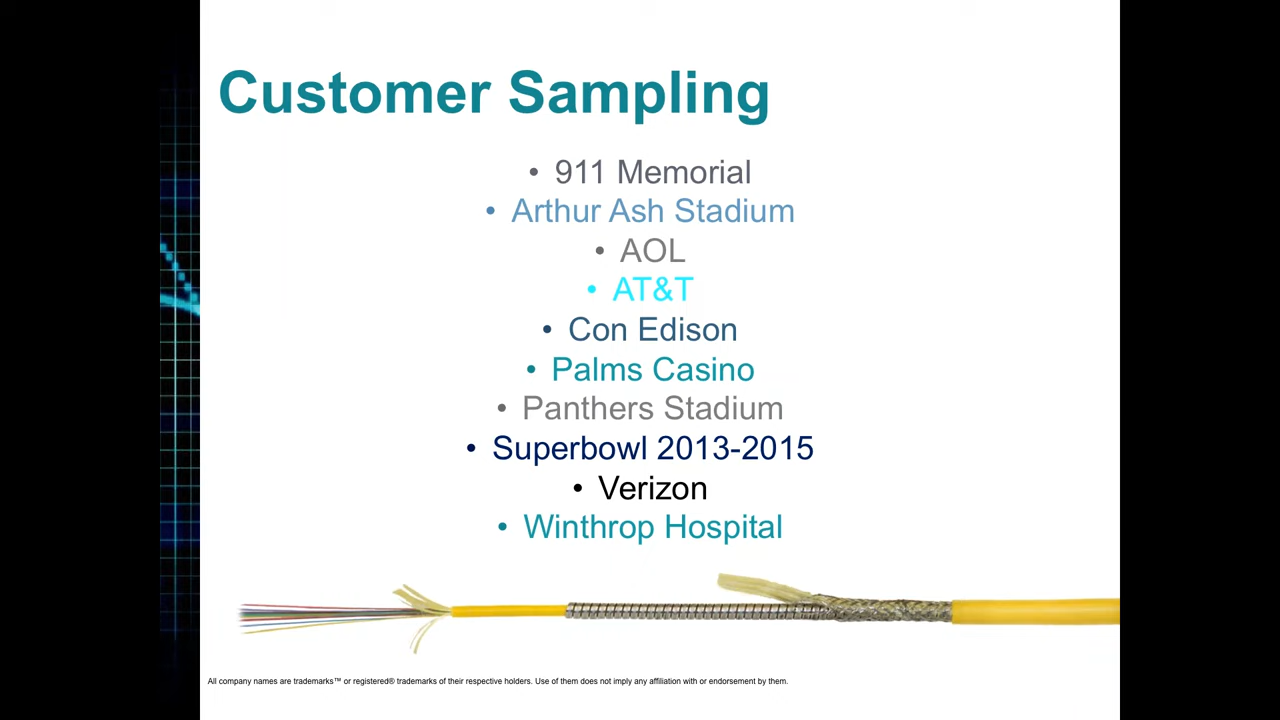 Customer Sampling
• 911 Memorial
• Arthur Ash Stadium
• AOL
• AT&T
• Con Edison
• Palms Casino
• Panthers Stadium
• Superbowl 2013-2015
• Verizon
• Winthrop Hospital
All company names are trademarks™ or registered® trademarks of their respective holders. Use of them does not imply any affiliation with or endorsement by them.